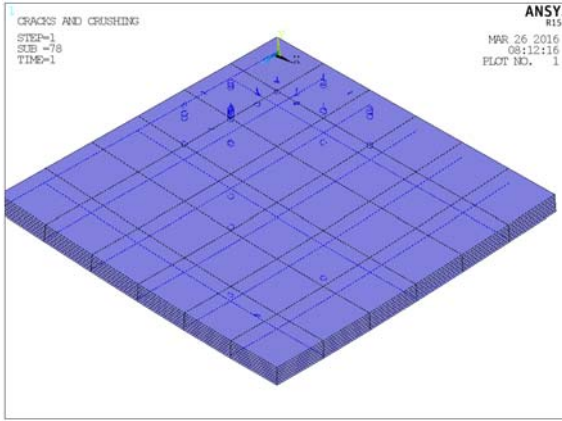 1
CRACKS AND CRUSHING
STEP=1
SUB =78
TIME=1
ANSY
R15
MAR 26 2016
08:12:16
PLOT NO. 1
Y